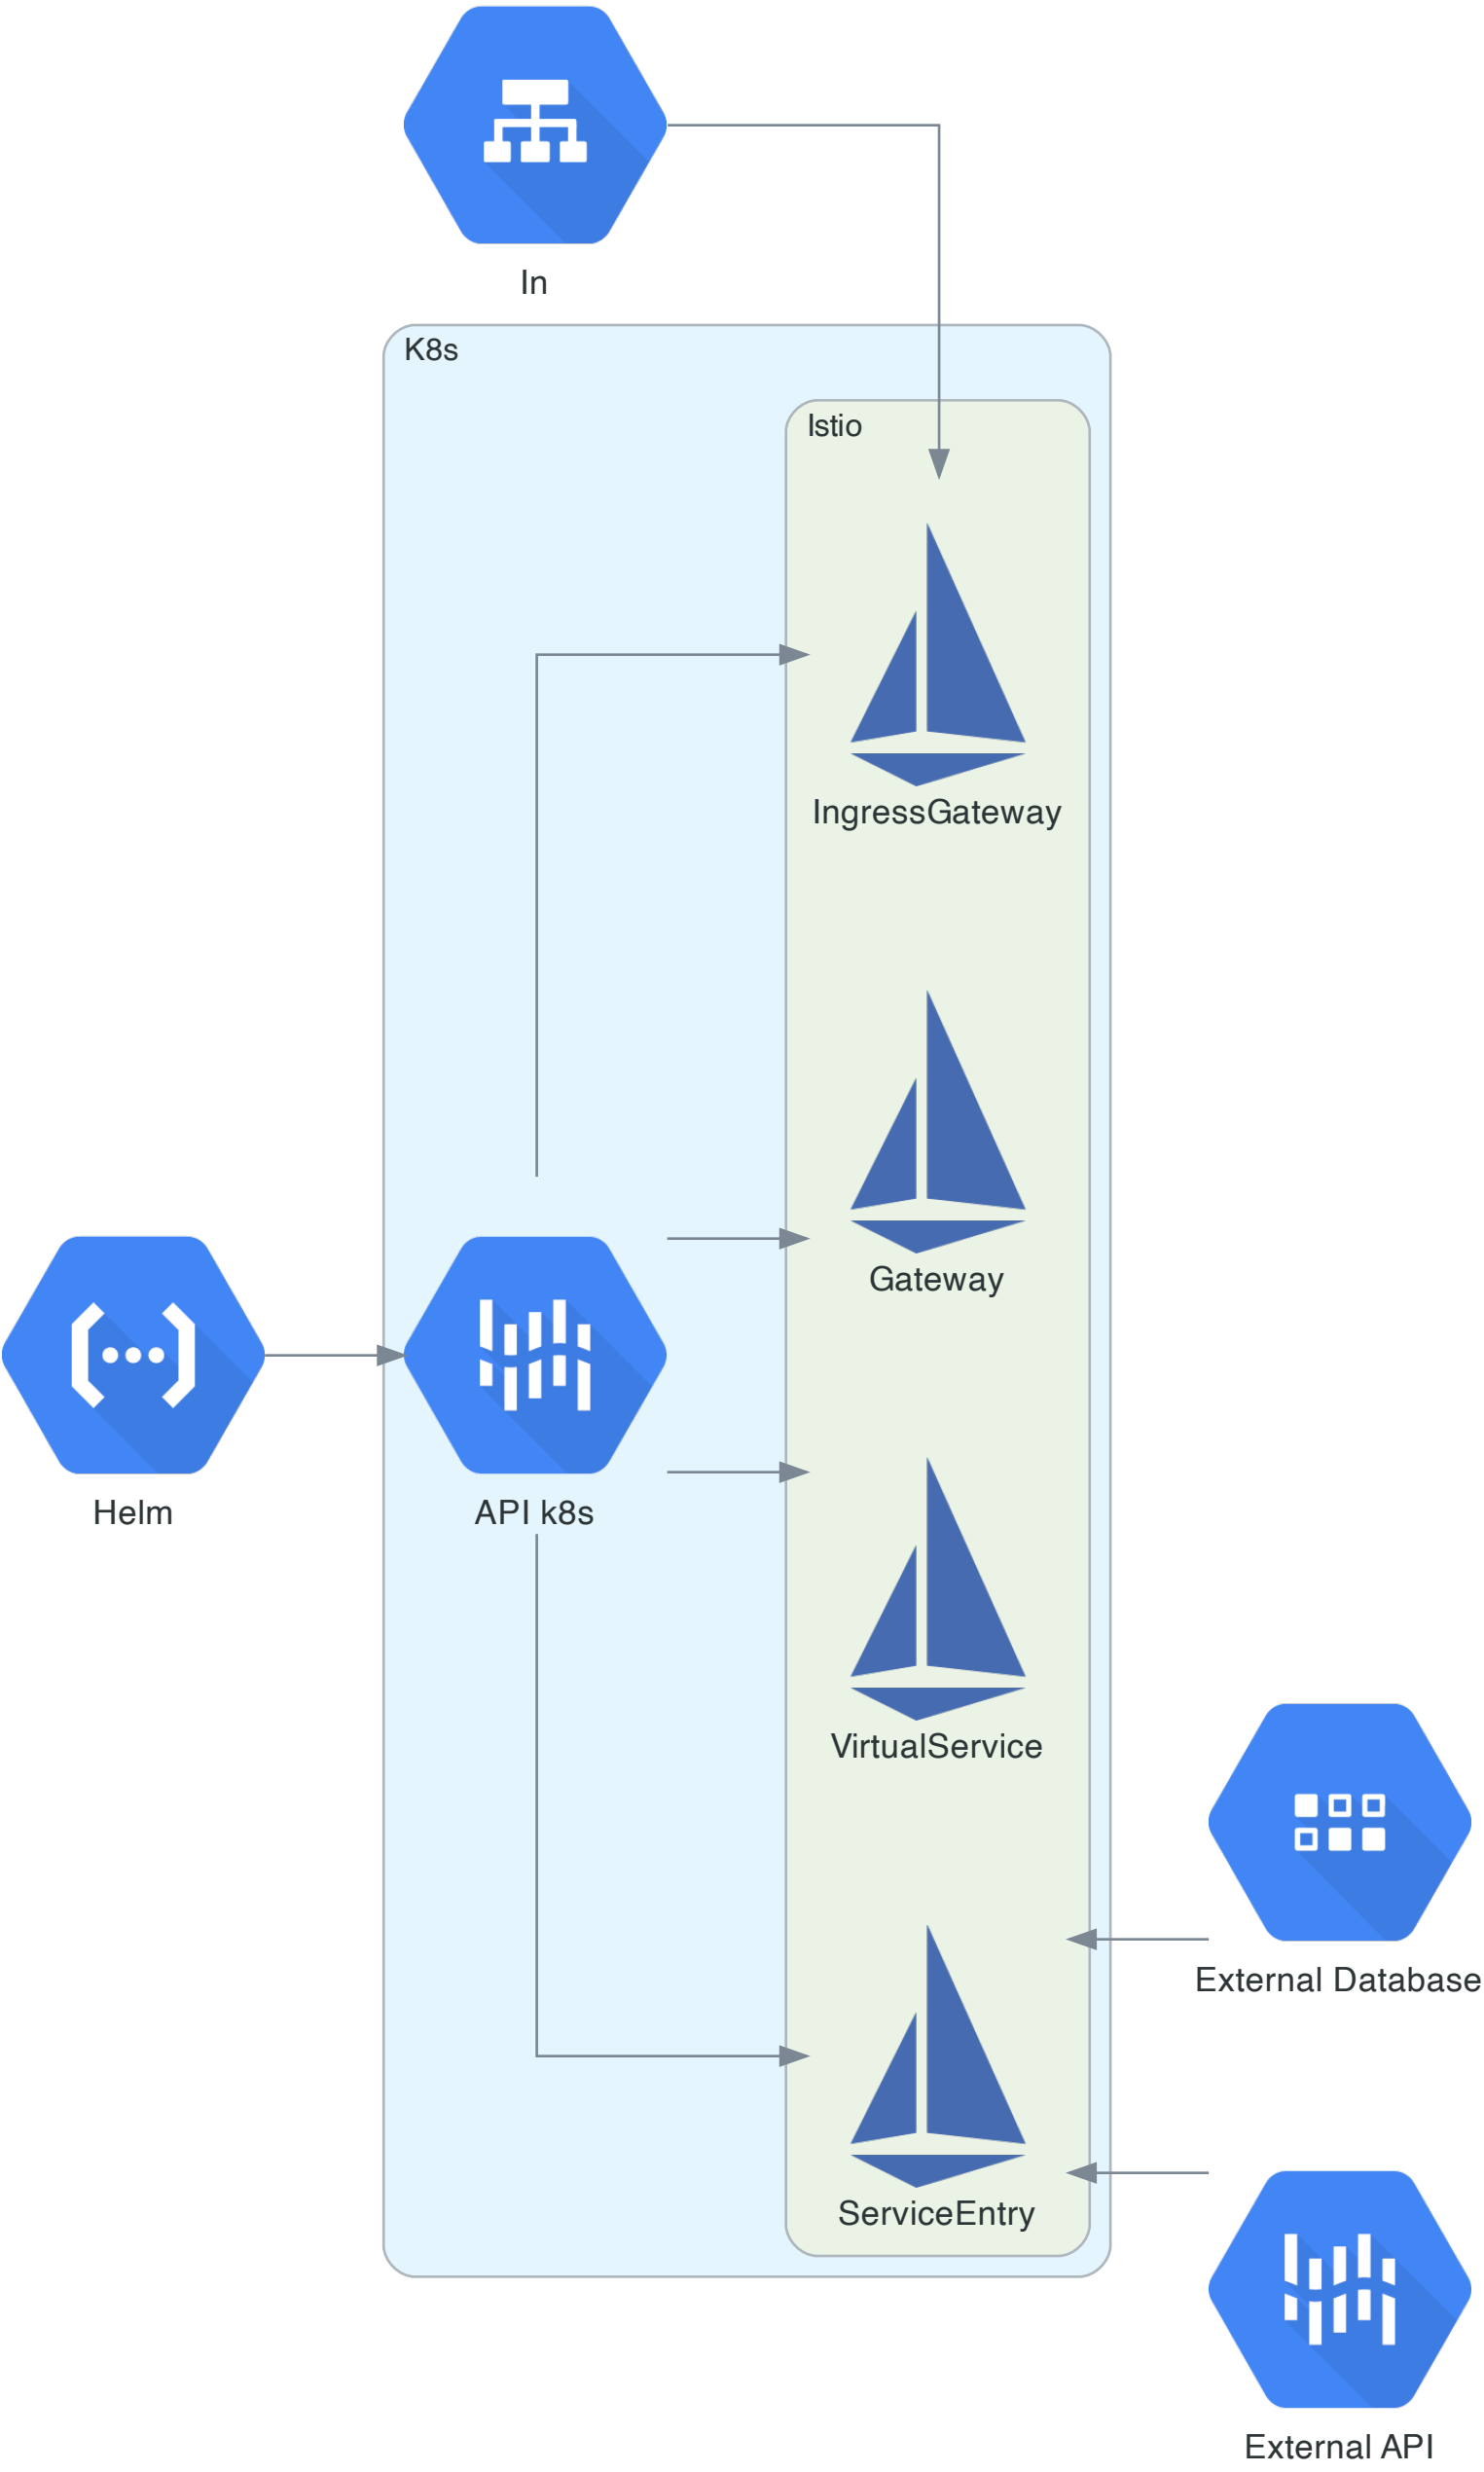 In
K8s
Istio
IngressGateway
Gateway
Helm
API k8s
VirtualService
External Database
ServiceEntry
External API